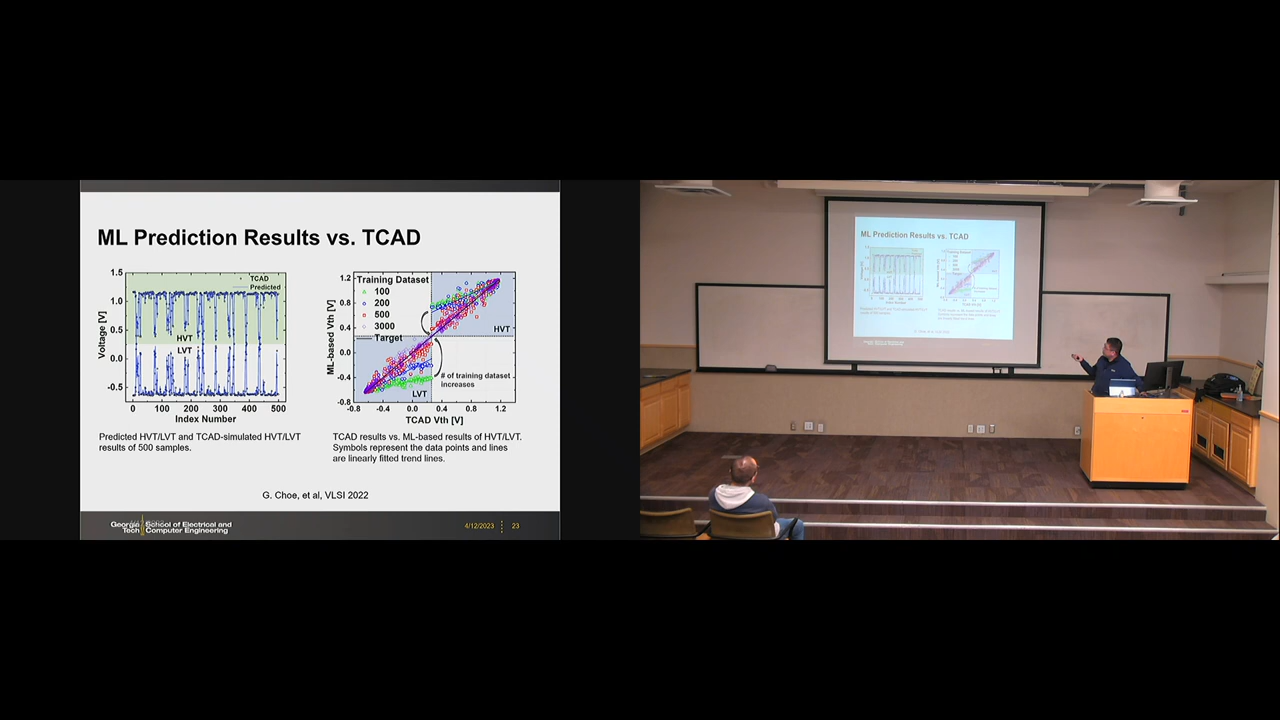 ML Prediction Results vs. TCAD
1.5
1.0
0.5
0.0
-0.5
Voltage [V]
TCAD
Predicted
HVT
LVT
0 100 200 300 400 500
Index Number
Predicted HVT/LVT and TCAD-simulated HVT/LVT
results of 500 samples.
1.2
0.8
0.4
0.0
-0.4
-0.8
ML-based Vth [V]
Training Dataset
100
200
500
3000
Target
HVT
# of training dataset
increases
LVT
-0.8 -0.4 0.0 0.4 0.8 1.2
TCAD Vth [V]
TCAD results vs. ML-based results of HVT/LVT.
Symbols represent the data points and lines
are linearly fitted trend lines.
G. Choe, et al, VLSI 2022
Georgia Tech
School of Electrical and
Computer Engineering
4/12/2023 23
ML Prediction Results vs. TCAD